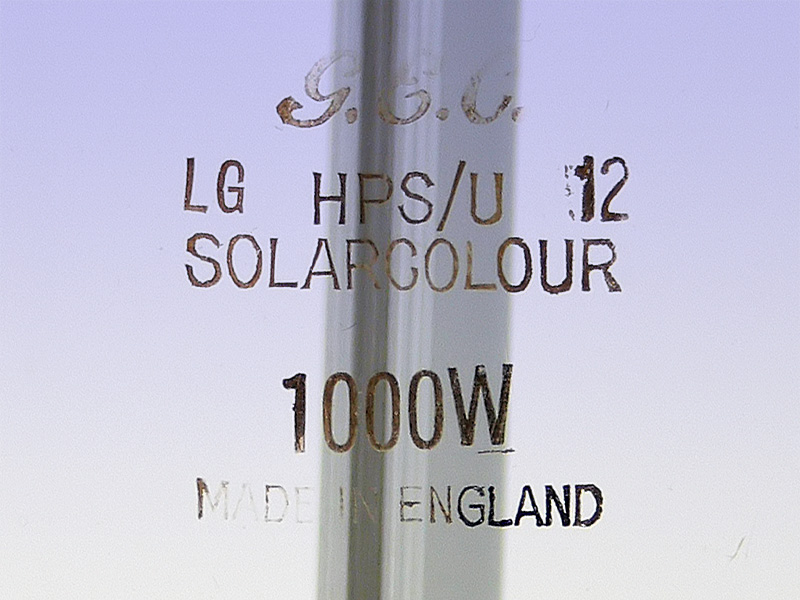 G.E.C.
LG HPS/U 12
SOLARCOLOUR
1000W
MADE IN ENGLAND